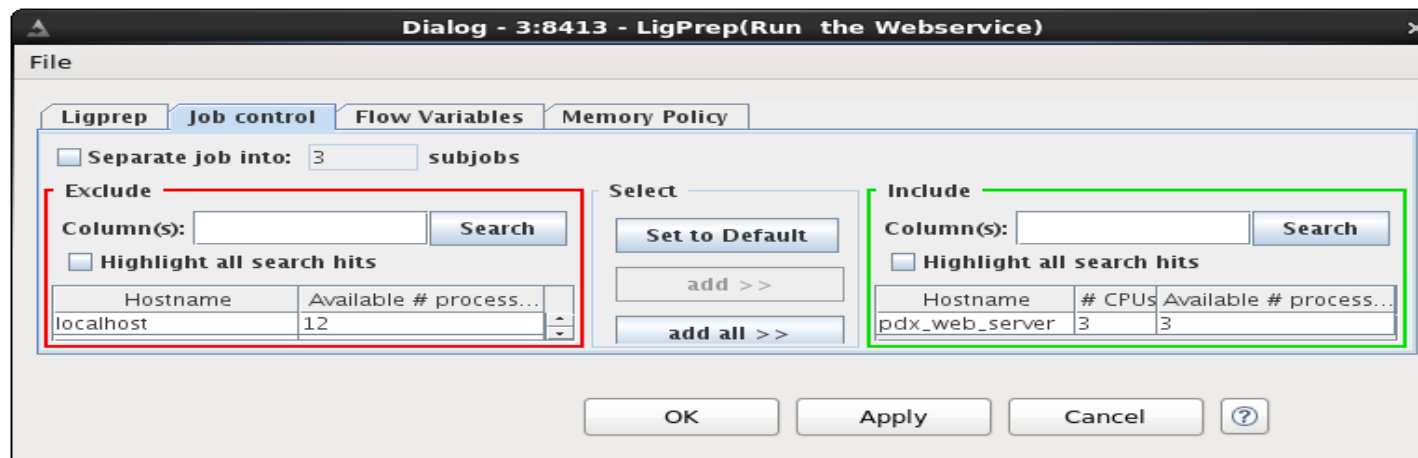 Dialog - 3:8413 - LigPrep(Run the Webservice)
File
Ligprep Job control Flow Variables Memory Policy
Separate job into: 3 subjobs
Exclude
Column(s): Search
Highlight all search hits
Hostname Available # process...
localhost 12
Select
Set to Default
add >>
add all >>
Include
Column(s): Search
Highlight all search hits
Hostname # CPUs Available # process...
pdx_web_server 3 3
OK Apply Cancel ?